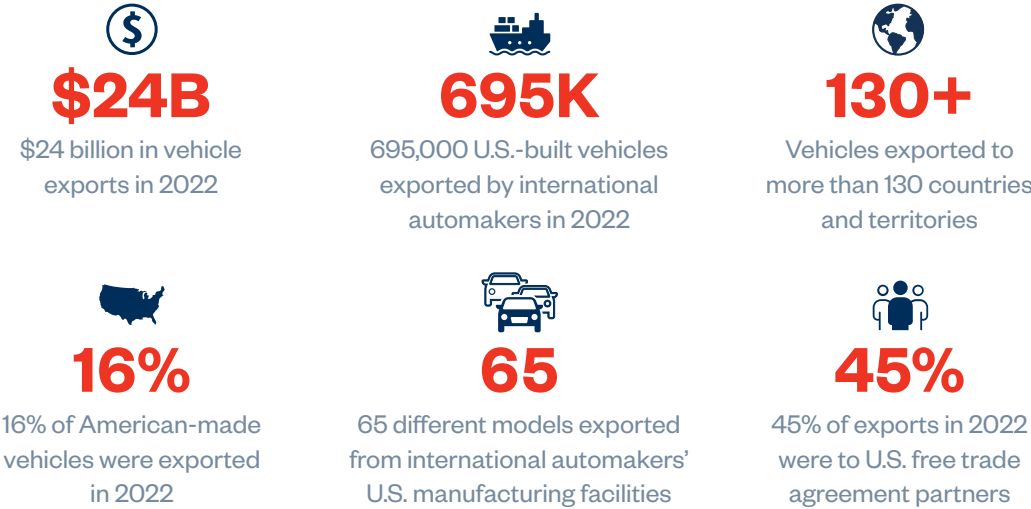 $24B
$24 billion in vehicle
exports in 2022
695K
695,000 U.S.-built vehicles
exported by international
automakers in 2022
130+
Vehicles exported to
more than 130 countries
and territories
16%
16% of American-made
vehicles were exported
in 2022
65
65 different models exported
from international automakers’
U.S. manufacturing facilities
45%
45% of exports in 2022
were to U.S. free trade
agreement partners